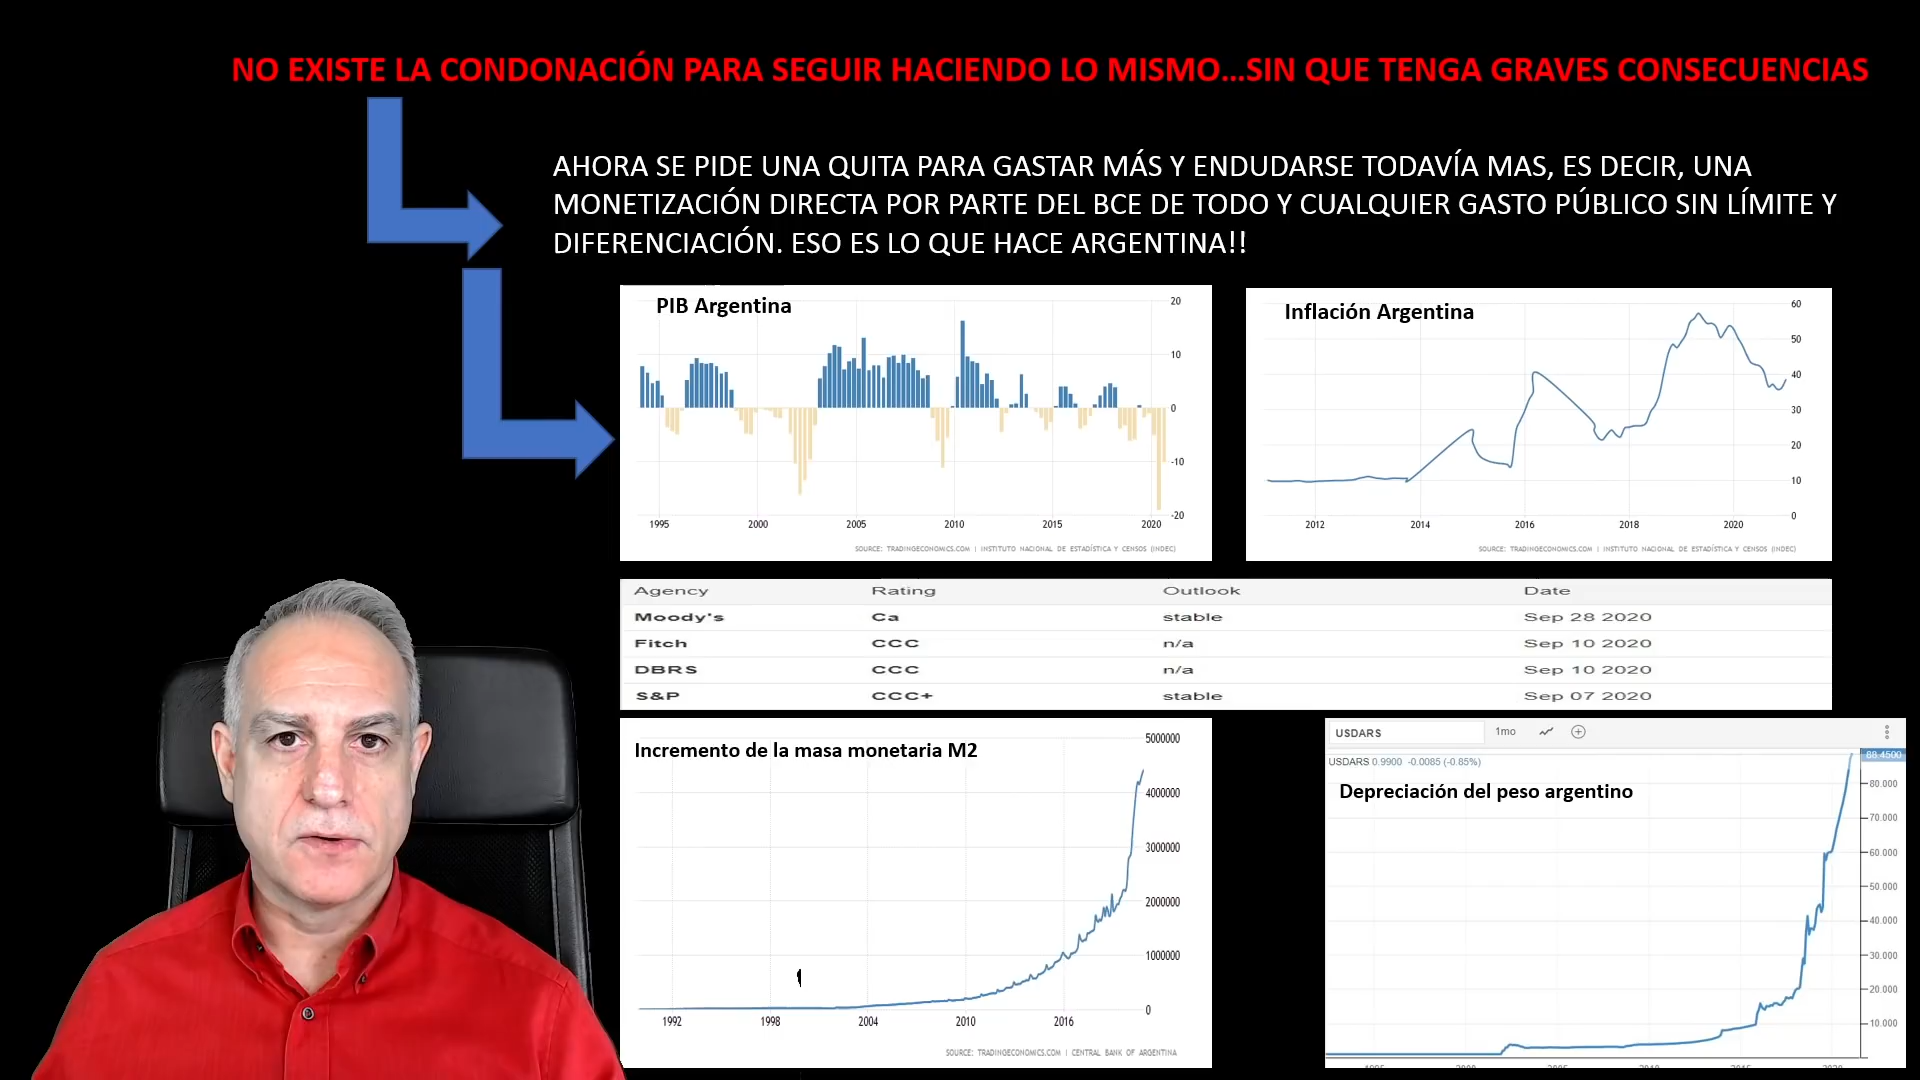 NO EXISTE LA CONDONACIÓN PARA SEGUIR HACIENDO LO MISMO...SIN QUE TENGA GRAVES CONSECUENCIAS
AHORA SE PIDE UNA QUITA PARA GASTAR MÁS Y ENDUDARSE TODAVÍA MAS, ES DECIR, UNA
MONETIZACIÓN DIRECTA POR PARTE DEL BCE DE TODO Y CUALQUIER GASTO PÚBLICO SIN LÍMITE Y
DIFERENCIACIÓN. ESO ES LO QUE HACE ARGENTINA!!
PIB Argentina
20
10
0
-10
-20
1995 2000 2005 2010 2015 2020
SOURCE: TRADINGECONOMICS.COM | INSTITUTO NACIONAL DE ESTADÍSTICA Y CENSOS (INDEC)
Inflación Argentina
60
50
40
30
20
10
0
2012 2014 2016 2018 2020
SOURCE: TRADINGECONOMICS.COM | INSTITUTO NACIONAL DE ESTADÍSTICA Y CENSOS (INDEC)
Agency Rating Outlook Date
Moody's Ca stable Sep 28 2020
Fitch CCC n/a Sep 10 2020
DBRS CCC n/a Sep 10 2020
S&P CCC+ stable Sep 07 2020
Incremento de la masa monetaria M2
5000000
4000000
3000000
2000000
1000000
0
1992 1998 2004 2010 2016
SOURCE: TRADINGECONOMICS.COM | CENTRAL BANK OF ARGENTINA
USDARS 1mo
USDARS 0.9900 -0.0085 (-0.85%)
88.4500
Depreciación del peso argentino
80.000
70.000
60.000
50.000
40.000
30.000
20.000
10.000